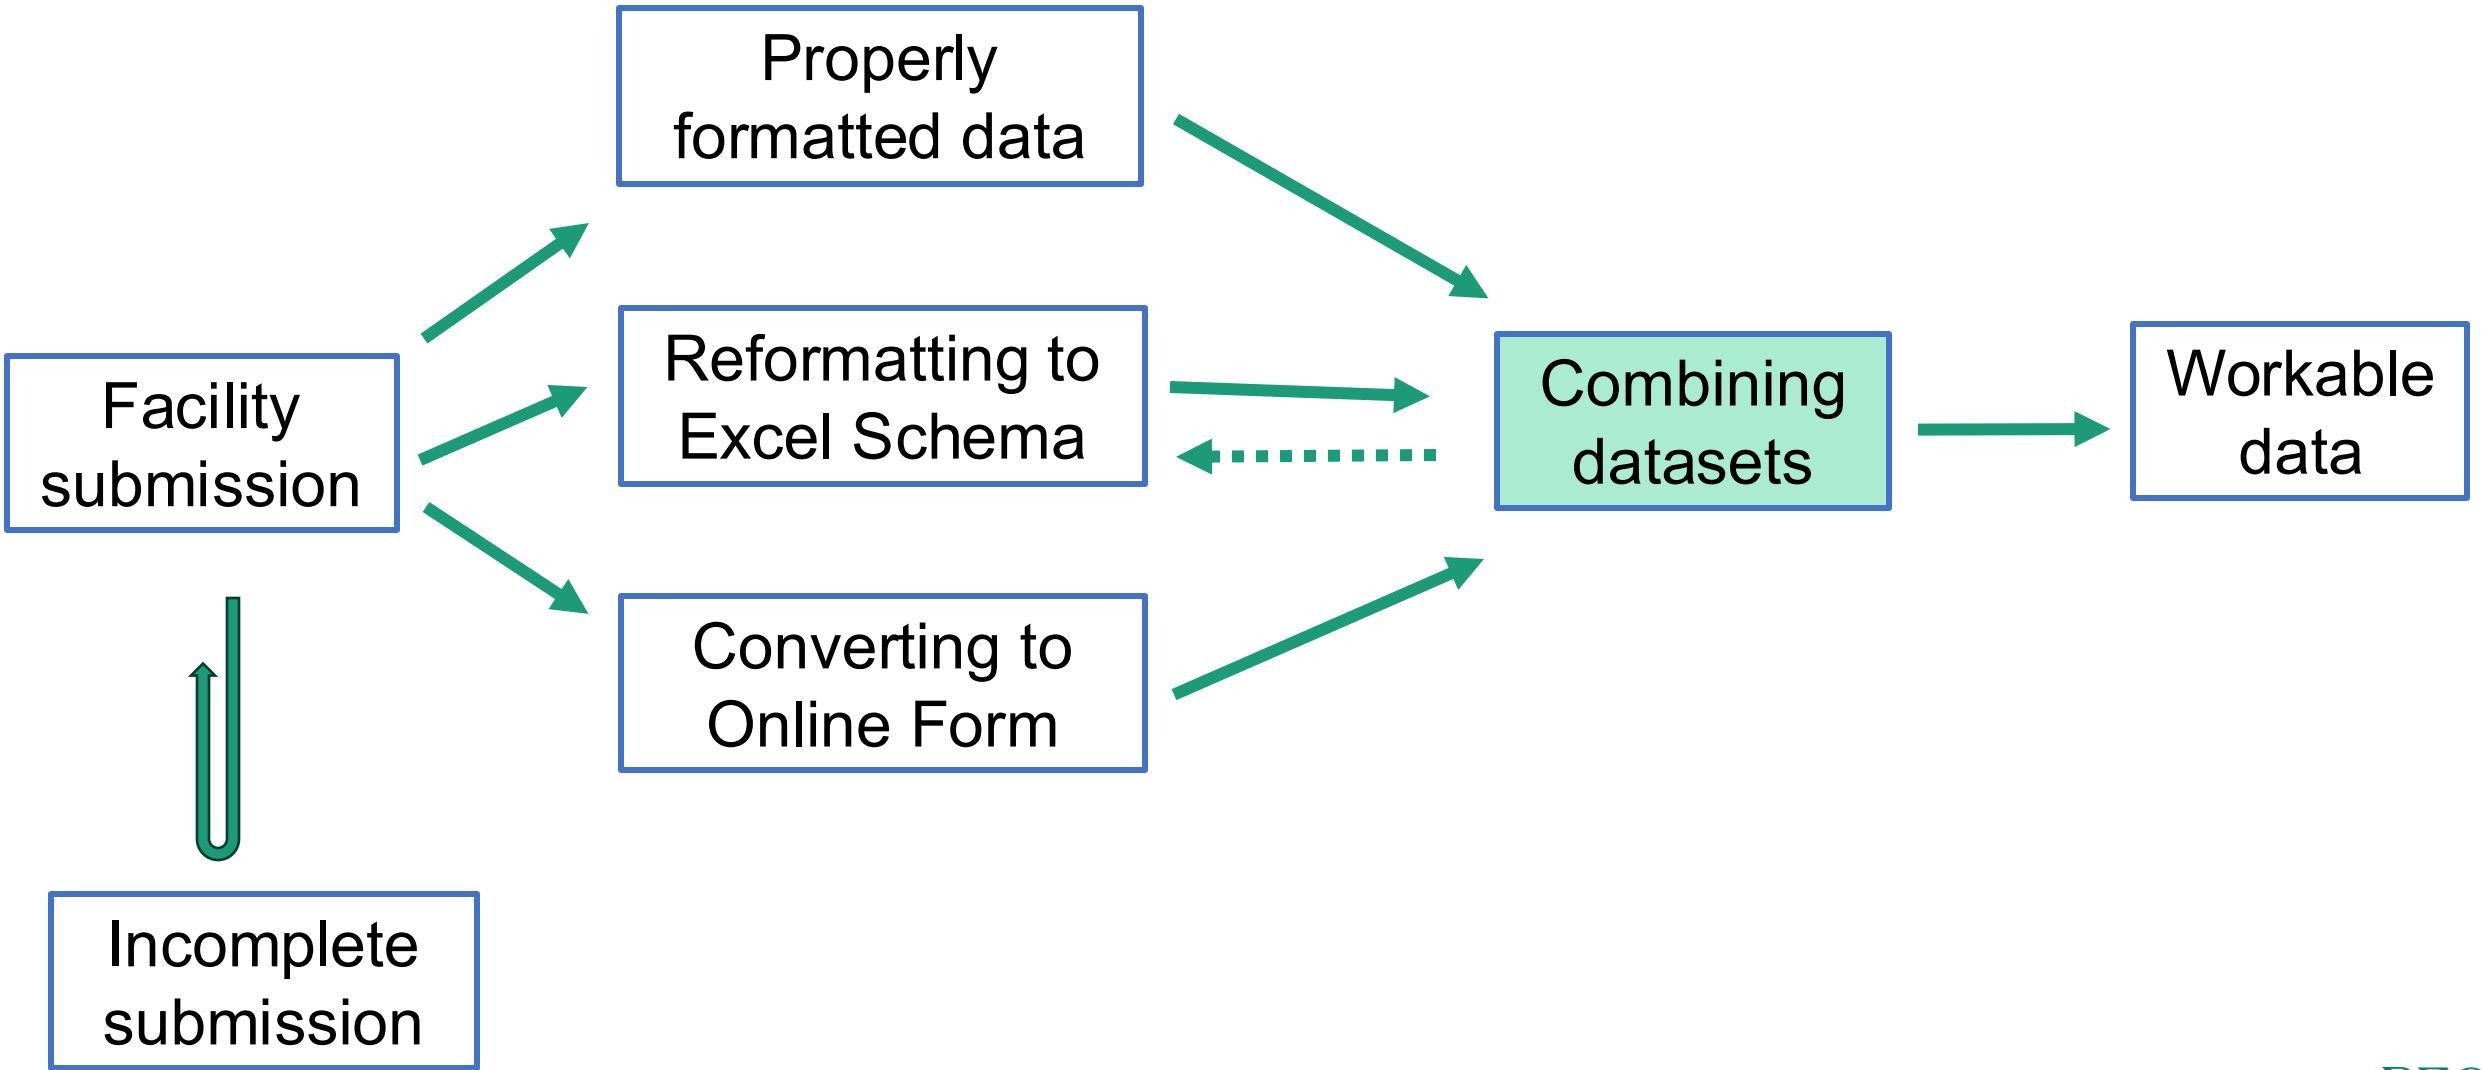 Properly
formatted data
Facility
submission
Reformatting to
Excel Schema
Combining
datasets
Workable
data
Converting to
Online Form
Incomplete
submission